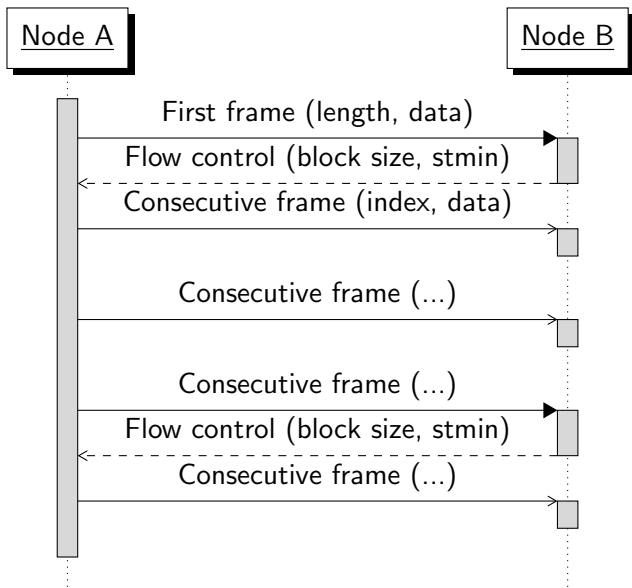 Node A
Node B
First frame (length, data)
Flow control (block size, stmin)
Consecutive frame (index, data)
Consecutive frame (...)
Consecutive frame (...)
Flow control (block size, stmin)
Consecutive frame (...)